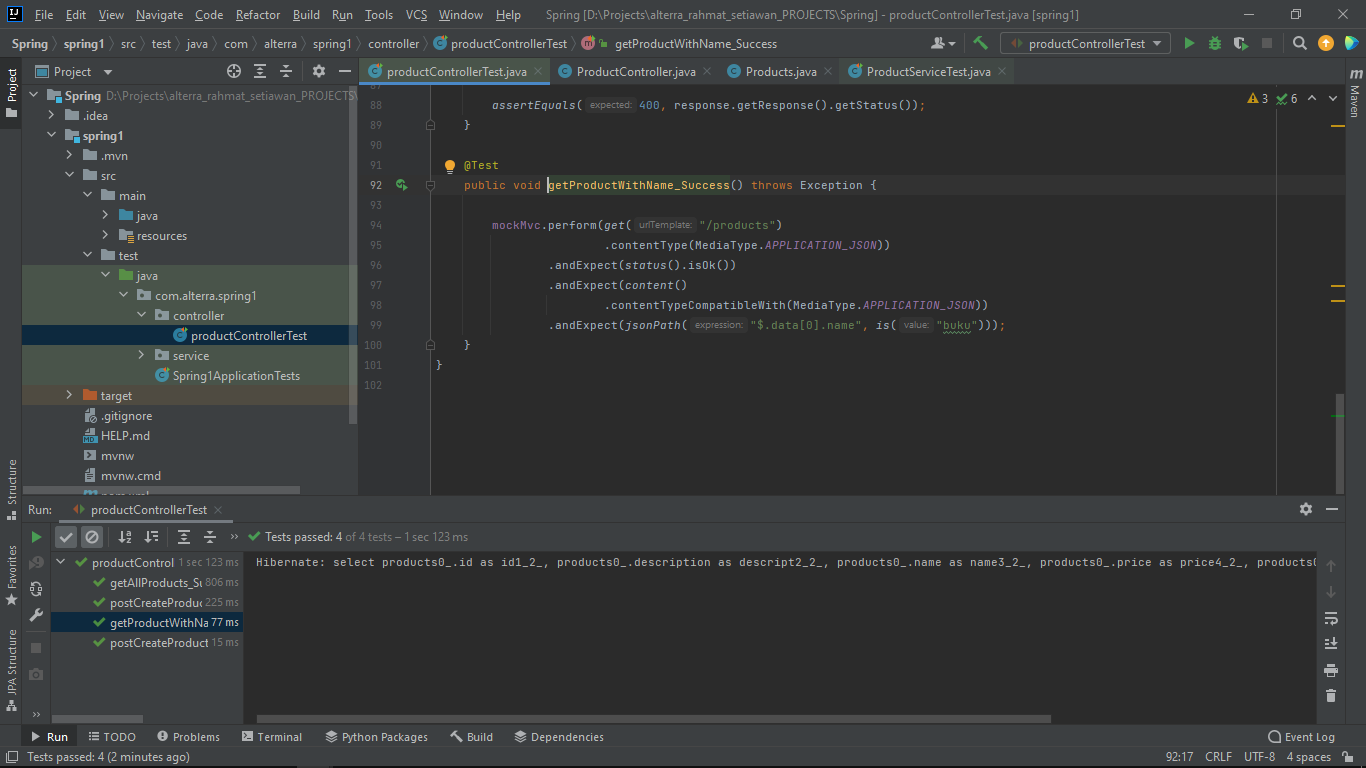 File Edit View Navigate Code Refactor Build Run Tools VCS Window Help Spring [D:\Projects\alterra_rahmat_setiawan_PROJECTS\Spring] - productControllerTest.java [spring1]
Spring spring1 src test java com alterra spring1 controller productControllerTest getProductWithName_Success productControllerTest
Project
productControllerTest.java ProductController.java Products.java ProductServiceTest.java
Project
Maven
Spring D:\Projects\alterra_rahmat_setiawan_PROJECTS\
.idea
spring1
.mvn
src
main
java
resources
test
java
com.alterra.spring1
controller
productControllerTest
service
Spring1ApplicationTests
target
.gitignore
HELP.md
mvnw
mvnw.cmd
3 6
88 assertEquals( expected: 400, response.getResponse().getStatus());
89 }
90
91 @Test
92 public void getProductWithName_Success() throws Exception {
93
94 mockMvc.perform(get( urlTemplate: "/products")
95 .contentType(MediaType.APPLICATION_JSON))
96 .andExpect(status().isOk())
97 .andExpect(content()
98 .contentTypeCompatibleWith(MediaType.APPLICATION_JSON))
99 .andExpect(jsonPath( expression: "$.data[0].name", is( value: "buku")));
100 }
101 }
102
Structure
Favorites
JPA Structure
Run: productControllerTest
Tests passed: 4 of 4 tests – 1 sec 123 ms
productControl 1 sec 123 ms
getAllProducts_Su 806 ms
postCreateProduc 225 ms
getProductWithNa 77 ms
postCreateProduct 15 ms
Hibernate: select products0_.id as id1_2_, products0_.description as descript2_2_, products0_.name as name3_2_, products0_.price as price4_2_, products0
Run TODO Problems Terminal Python Packages Build Dependencies Event Log
Tests passed: 4 (2 minutes ago) 92:17 CRLF UTF-8 4 spaces